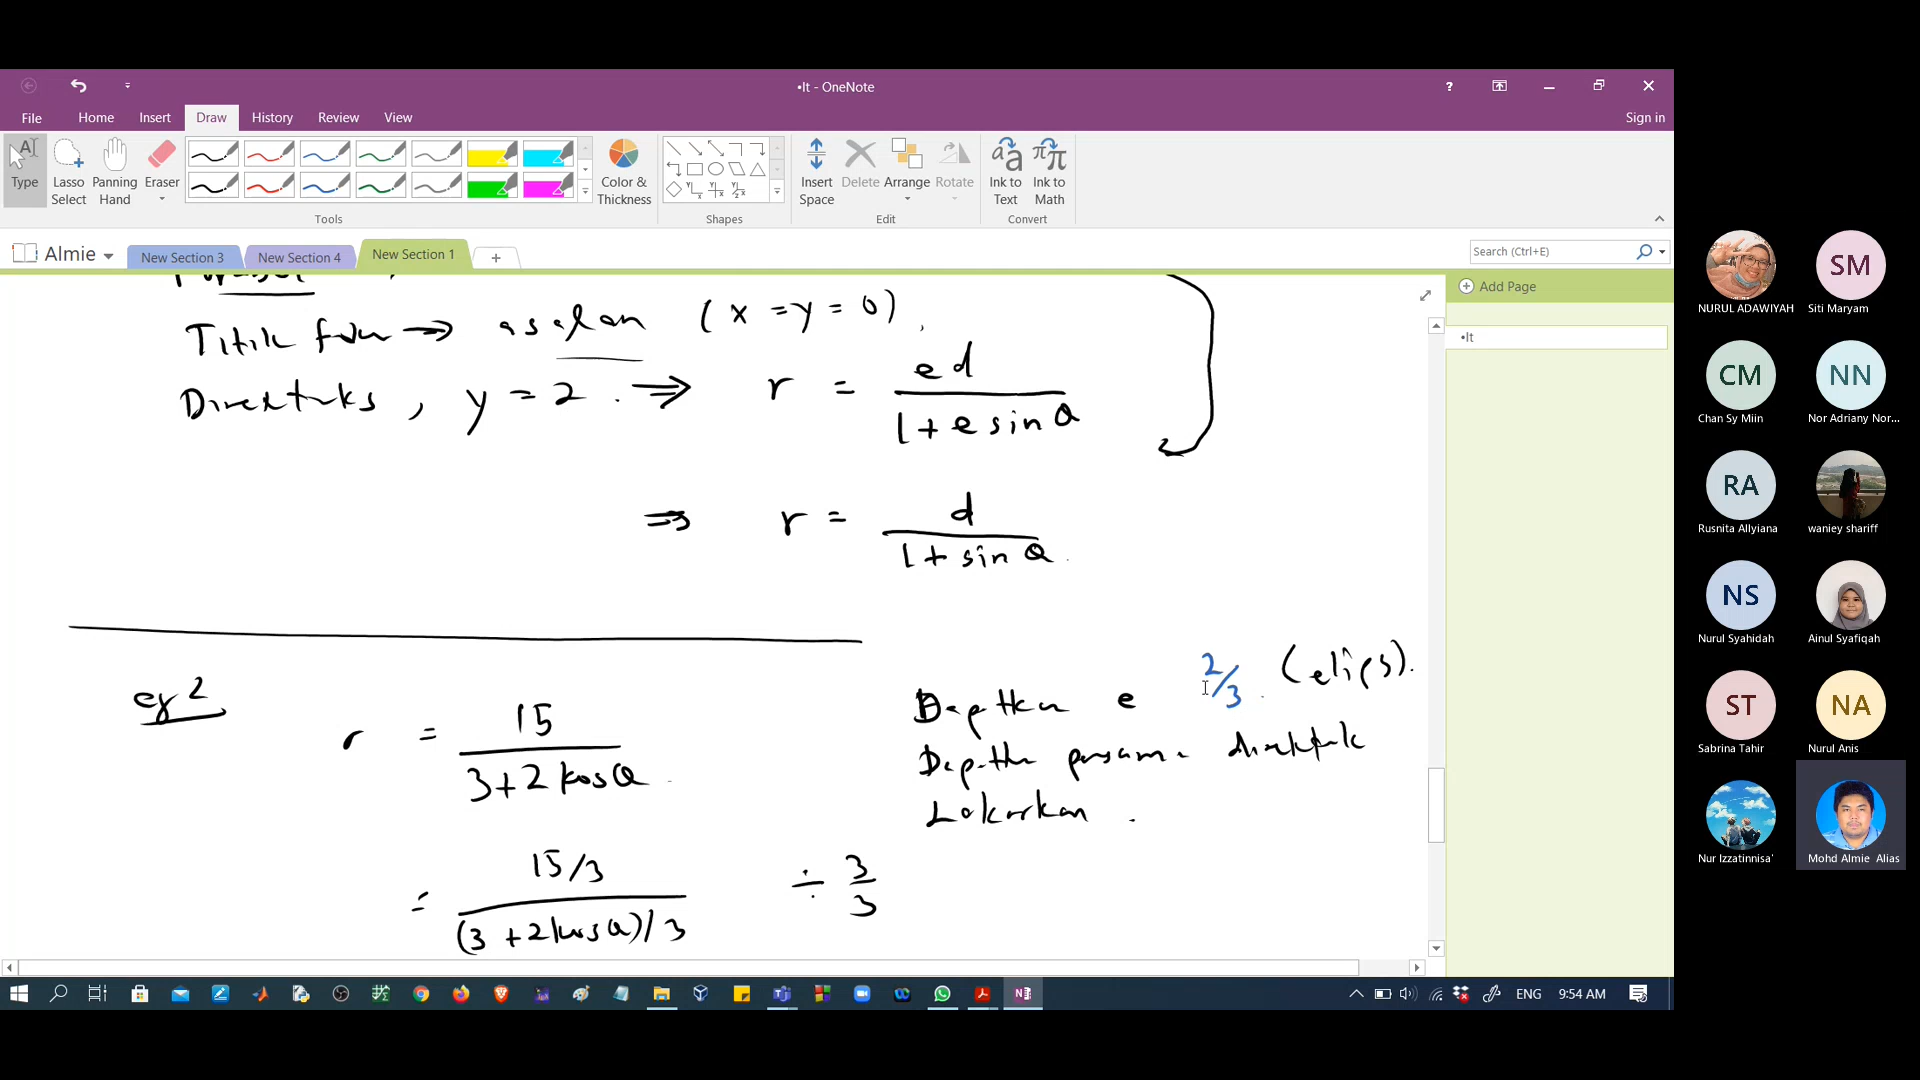 •It - OneNote
File Home Insert Draw History Review View Sign in
Type
Lasso Select
Panning Hand
Eraser
Color & Thickness
Insert Space
Delete
Arrange
Rotate
Ink to Text
Ink to Math
Tools Shapes Edit Convert
Almie New Section 3 New Section 4 New Section 1
Search (Ctrl+E)
Add Page
•It
Titik → asalan (x = y = 0),
Direktriks, y = 2. ⇒ r = ed / (1 + e sin θ)
⇒ r = d / (1 + sin θ).
eg 2
r = 15 / (3 + 2 kos θ).
= (15/3) / ((3 + 2 kos θ)/3) ÷ 3/3
Dapatkan e 2/3. (elips).
Dapatkan persamaan direktrik
Lakarkan.
NURUL ADAWIYAH
SM
Siti Maryam
CM
Chan Sy Miin
NN
Nor Adriany Nor...
RA
Rusnita Allyiana
waniey shariff
NS
Nurul Syahidah
Ainul Syafiqah
ST
Sabrina Tahir
NA
Nurul Anis
Nur Izzatinnisa'
Mohd Almie Alias
ENG 9:54 AM